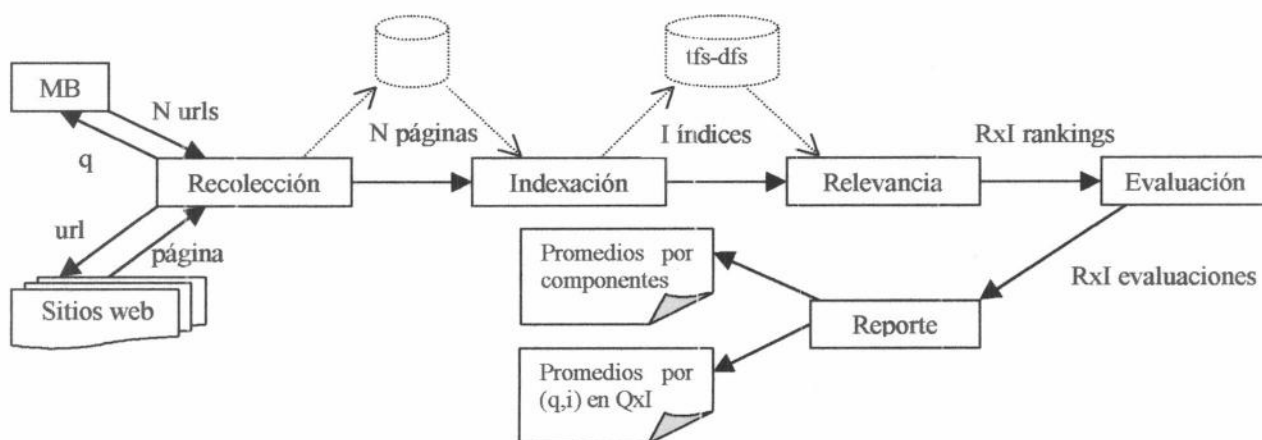 tfs-dfs
MB
N urls
N páginas
I índices
RxI rankings
q
Recolección
Indexación
Relevancia
Evaluación
url
página
Sitios web
Promedios por
componentes
RxI evaluaciones
Reporte
Promedios por
(q,i) en QxI